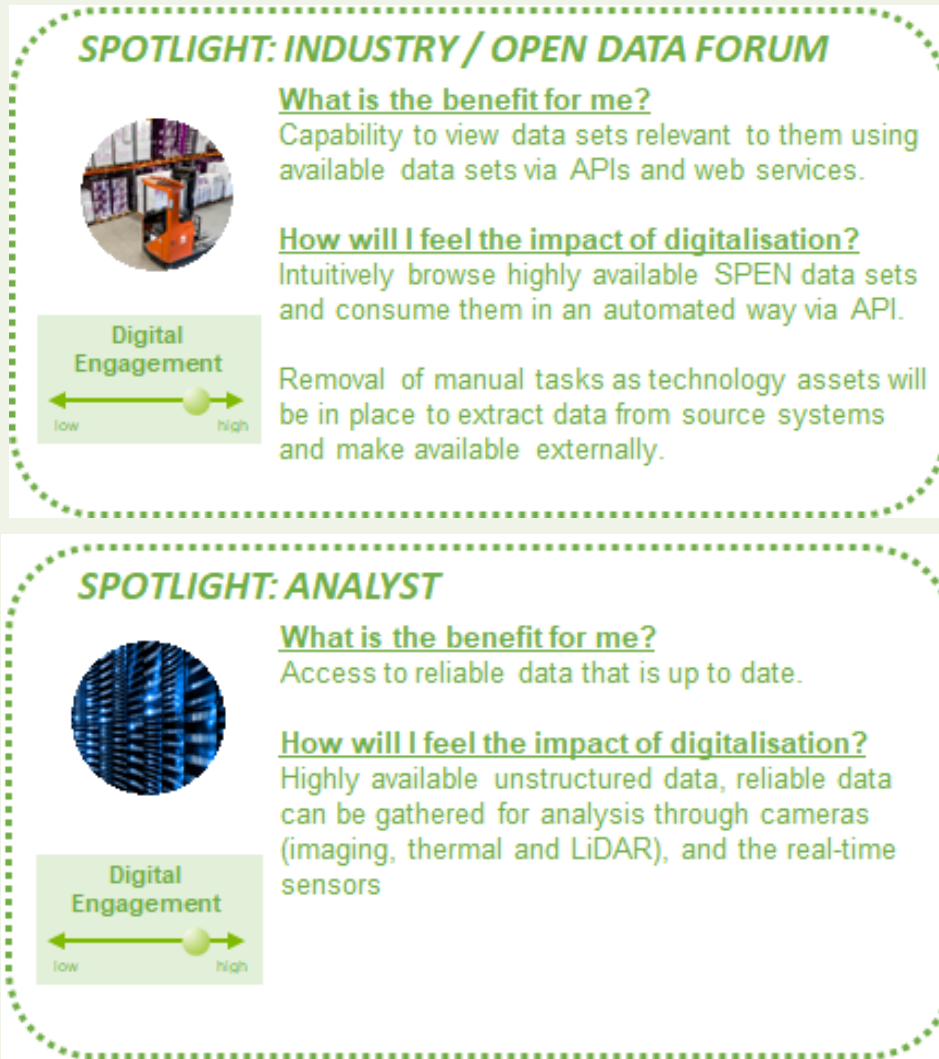 SPOTLIGHT: INDUSTRY / OPEN DATA FORUM
What is the benefit for me?
Capability to view data sets relevant to them using
available data sets via APIs and web services.
How will I feel the impact of digitalisation?
Intuitively browse highly available SPEN data sets
and consume them in an automated way via API.
Removal of manual tasks as technology assets will
be in place to extract data from source systems
and make available externally.
Digital
Engagement
low high
SPOTLIGHT: ANALYST
What is the benefit for me?
Access to reliable data that is up to date.
How will I feel the impact of digitalisation?
Highly available unstructured data, reliable data
can be gathered for analysis through cameras
(imaging, thermal and LiDAR), and the real-time
sensors
Digital
Engagement
low high